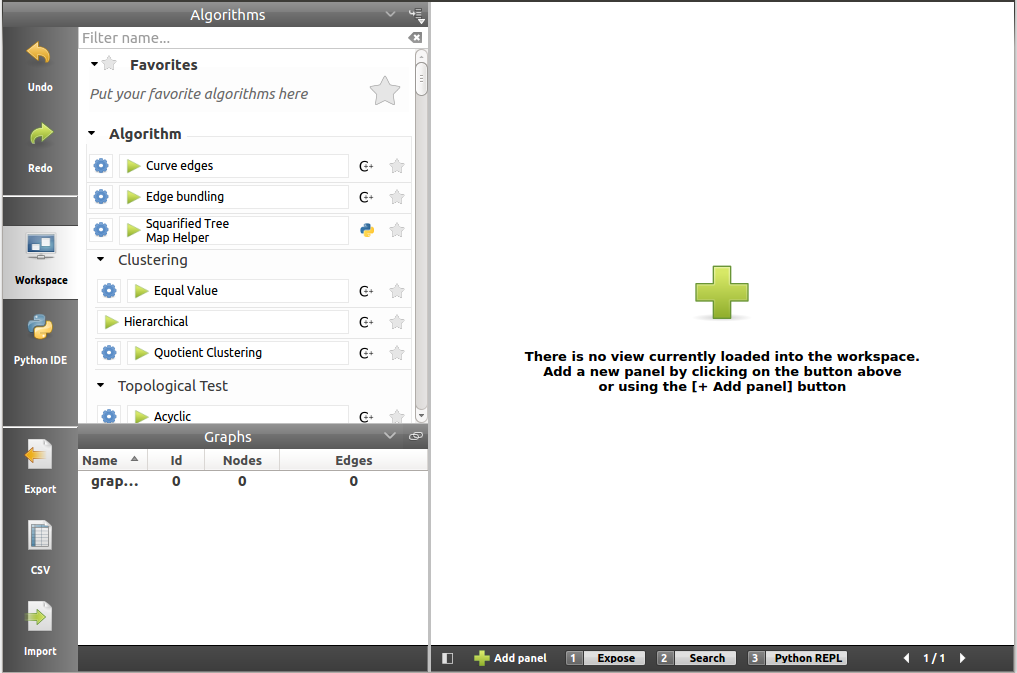 Algorithms
Undo
Redo
Workspace
Python IDE
Export
CSV
Import
Filter name...
Favorites
Put your favorite algorithms here
Algorithm
Curve edges
C+
Edge bundling
C+
Squarified Tree
Map Helper
Clustering
Equal Value
C+
Hierarchical
C+
Quotient Clustering
C+
Topological Test
Acyclic
C+
Graphs
Name Id Nodes Edges
grap... 0 0 0
There is no view currently loaded into the workspace.
Add a new panel by clicking on the button above
or using the [+ Add panel] button
Add panel 1 Expose 2 Search 3 Python REPL 1 / 1